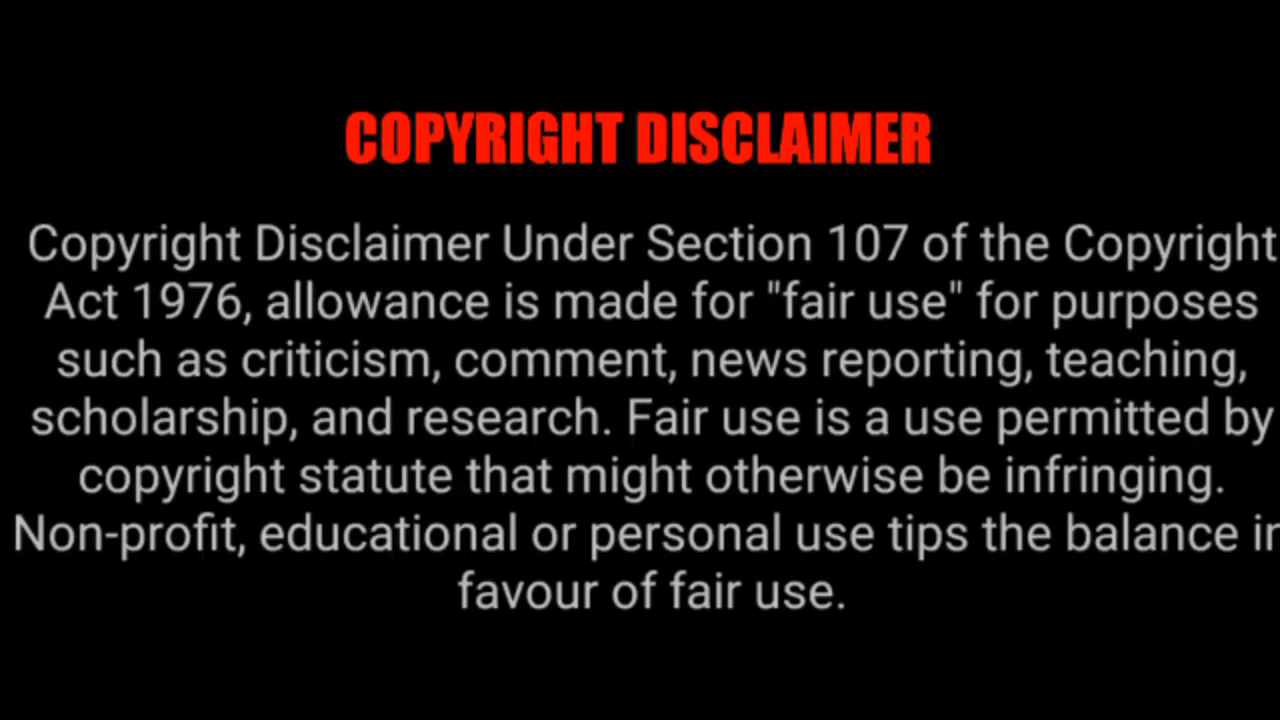 COPYRIGHT DISCLAIMER
Copyright Disclaimer Under Section 107 of the Copyright
Act 1976, allowance is made for "fair use" for purposes
such as criticism, comment, news reporting, teaching,
scholarship, and research. Fair use is a use permitted by
copyright statute that might otherwise be infringing.
Non-profit, educational or personal use tips the balance in
favour of fair use.